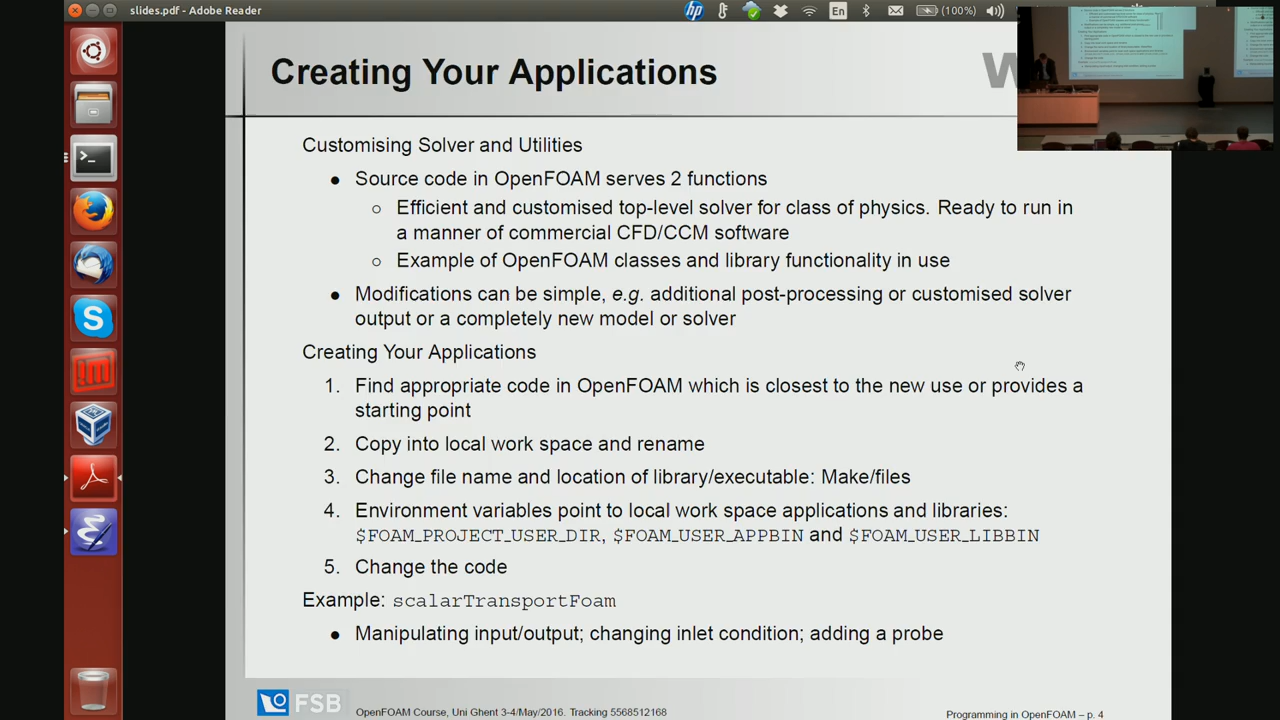 slides.pdf - Adobe Reader
hp
En
(100%)
Creating Your Applications
W
Customising Solver and Utilities
● Source code in OpenFOAM serves 2 functions
○ Efficient and customised top-level solver for class of physics. Ready to run in
a manner of commercial CFD/CCM software
○ Example of OpenFOAM classes and library functionality in use
● Modifications can be simple, e.g. additional post-processing or customised solver
output or a completely new model or solver
Creating Your Applications
1. Find appropriate code in OpenFOAM which is closest to the new use or provides a
starting point
2. Copy into local work space and rename
3. Change file name and location of library/executable: Make/files
4. Environment variables point to local work space applications and libraries:
$FOAM_PROJECT_USER_DIR, $FOAM_USER_APPBIN and $FOAM_USER_LIBBIN
5. Change the code
Example: scalarTransportFoam
● Manipulating input/output; changing inlet condition; adding a probe
FSB
OpenFOAM Course, Uni Ghent 3-4/May/2016. Tracking 5568512168
Programming in OpenFOAM – p. 4